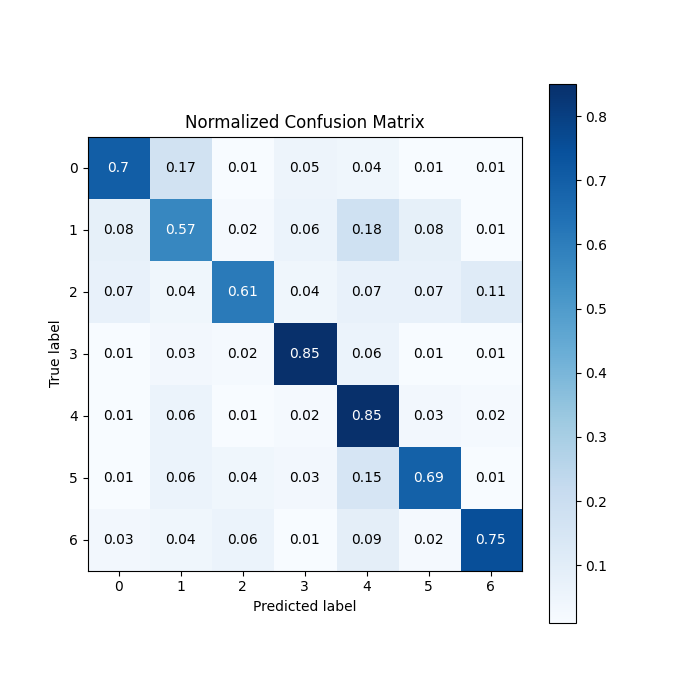 Normalized Confusion Matrix
0 0.7 0.17 0.01 0.05 0.04 0.01 0.01
1 0.08 0.57 0.02 0.06 0.18 0.08 0.01
2 0.07 0.04 0.61 0.04 0.07 0.07 0.11
3 0.01 0.03 0.02 0.85 0.06 0.01 0.01
4 0.01 0.06 0.01 0.02 0.85 0.03 0.02
5 0.01 0.06 0.04 0.03 0.15 0.69 0.01
6 0.03 0.04 0.06 0.01 0.09 0.02 0.75
0 1 2 3 4 5 6
True label
Predicted label
0.8
0.7
0.6
0.5
0.4
0.3
0.2
0.1